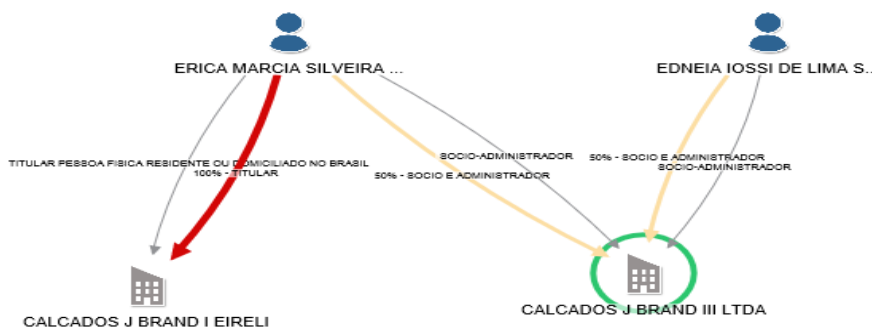 ERICA MARCIA SILVEIRA ...
EDNEIA IOSSI DE LIMA S...
SOCIO-ADMINISTRADOR
50% - SOCIO E ADMINISTRADOR
TITULAR PESSOA FISICA RESIDENTE OU DOMICILIADO NO BRASIL
SOCIO-ADMINISTRADOR
100% - TITULAR
50% - SOCIO E ADMINISTRADOR
CALCADOS J BRAND III LTDA
CALCADOS J BRAND I EIRELI